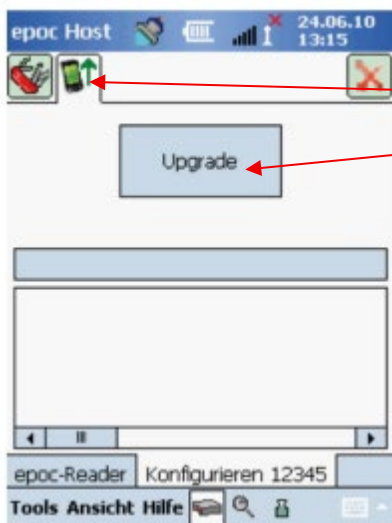 epoc Host 24.06.10
13:15
Upgrade
epoc-Reader Konfigurieren 12345
Tools Ansicht Hilfe